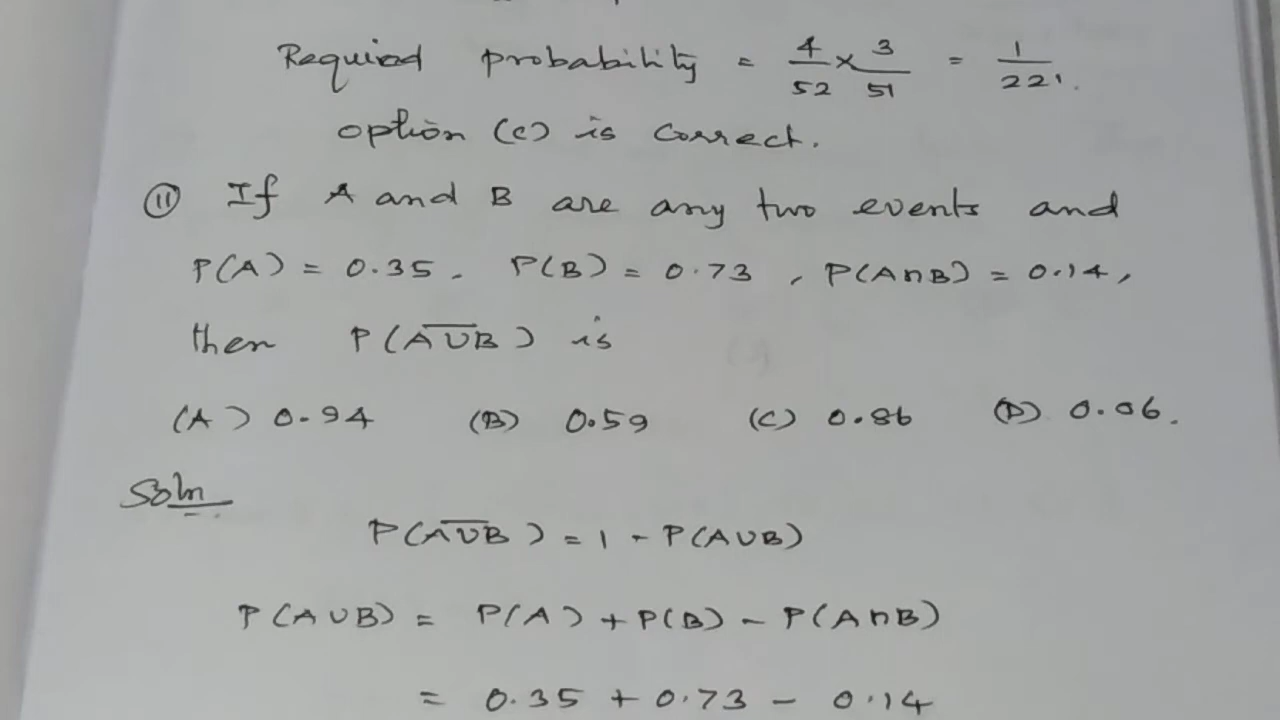 Required probability = 4/52 × 3/51 = 1/221.
option (c) is correct.
(11) If A and B are any two events and
P(A) = 0.35, P(B) = 0.73, P(A∩B) = 0.14,
then P(A̅U̅B̅) is
(A) 0.94 (B) 0.59 (C) 0.86 (D) 0.06.
Soln
P(A̅U̅B̅) = 1 - P(AUB)
P(AUB) = P(A) + P(B) - P(A∩B)
= 0.35 + 0.73 - 0.14